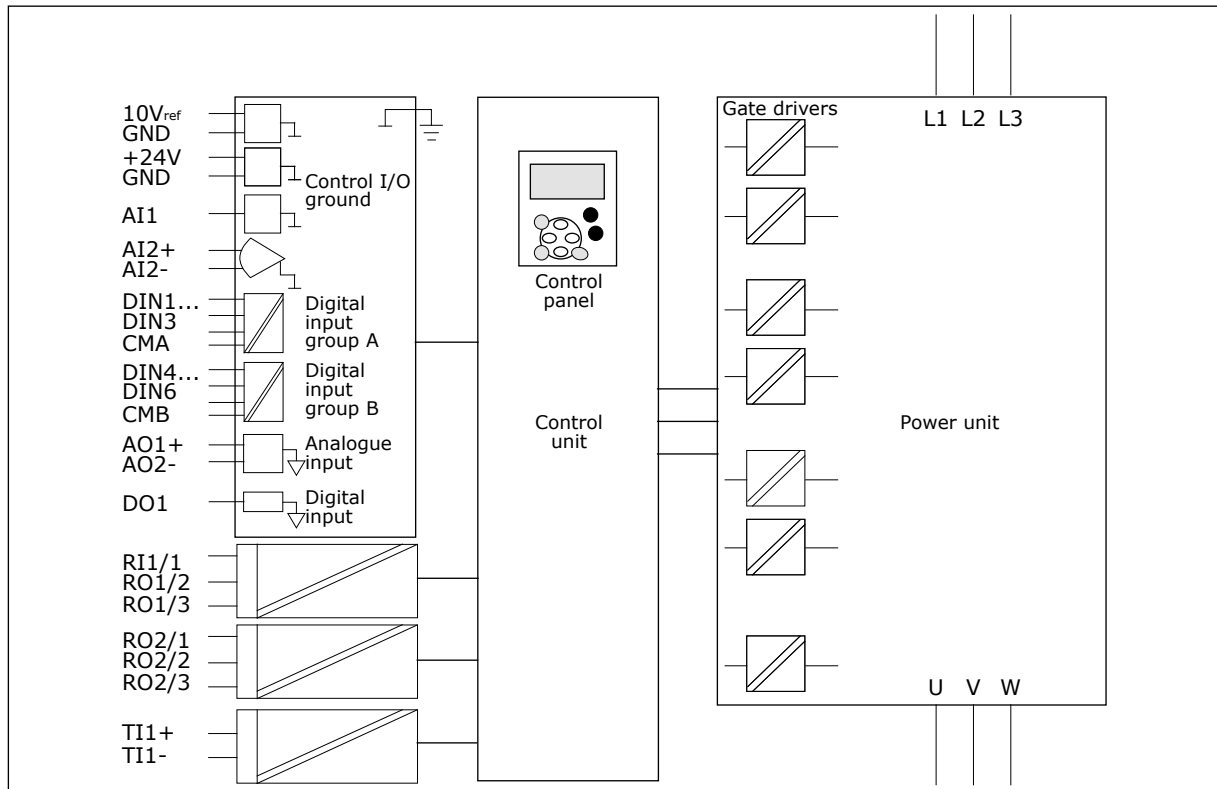 10Vref
GND
+24V
GND
AI1
AI2+
AI2-
DIN1...
DIN3
CMA
DIN4...
DIN6
CMB
AO1+
AO2-
DO1
RI1/1
RO1/2
RO1/3
RO2/1
RO2/2
RO2/3
TI1+
TI1-
Control I/O
ground
Digital
input
group A
Digital
input
group B
Analogue
input
Digital
input
Control
panel
Control
unit
Gate drivers
L1 L2 L3
Power unit
U V W